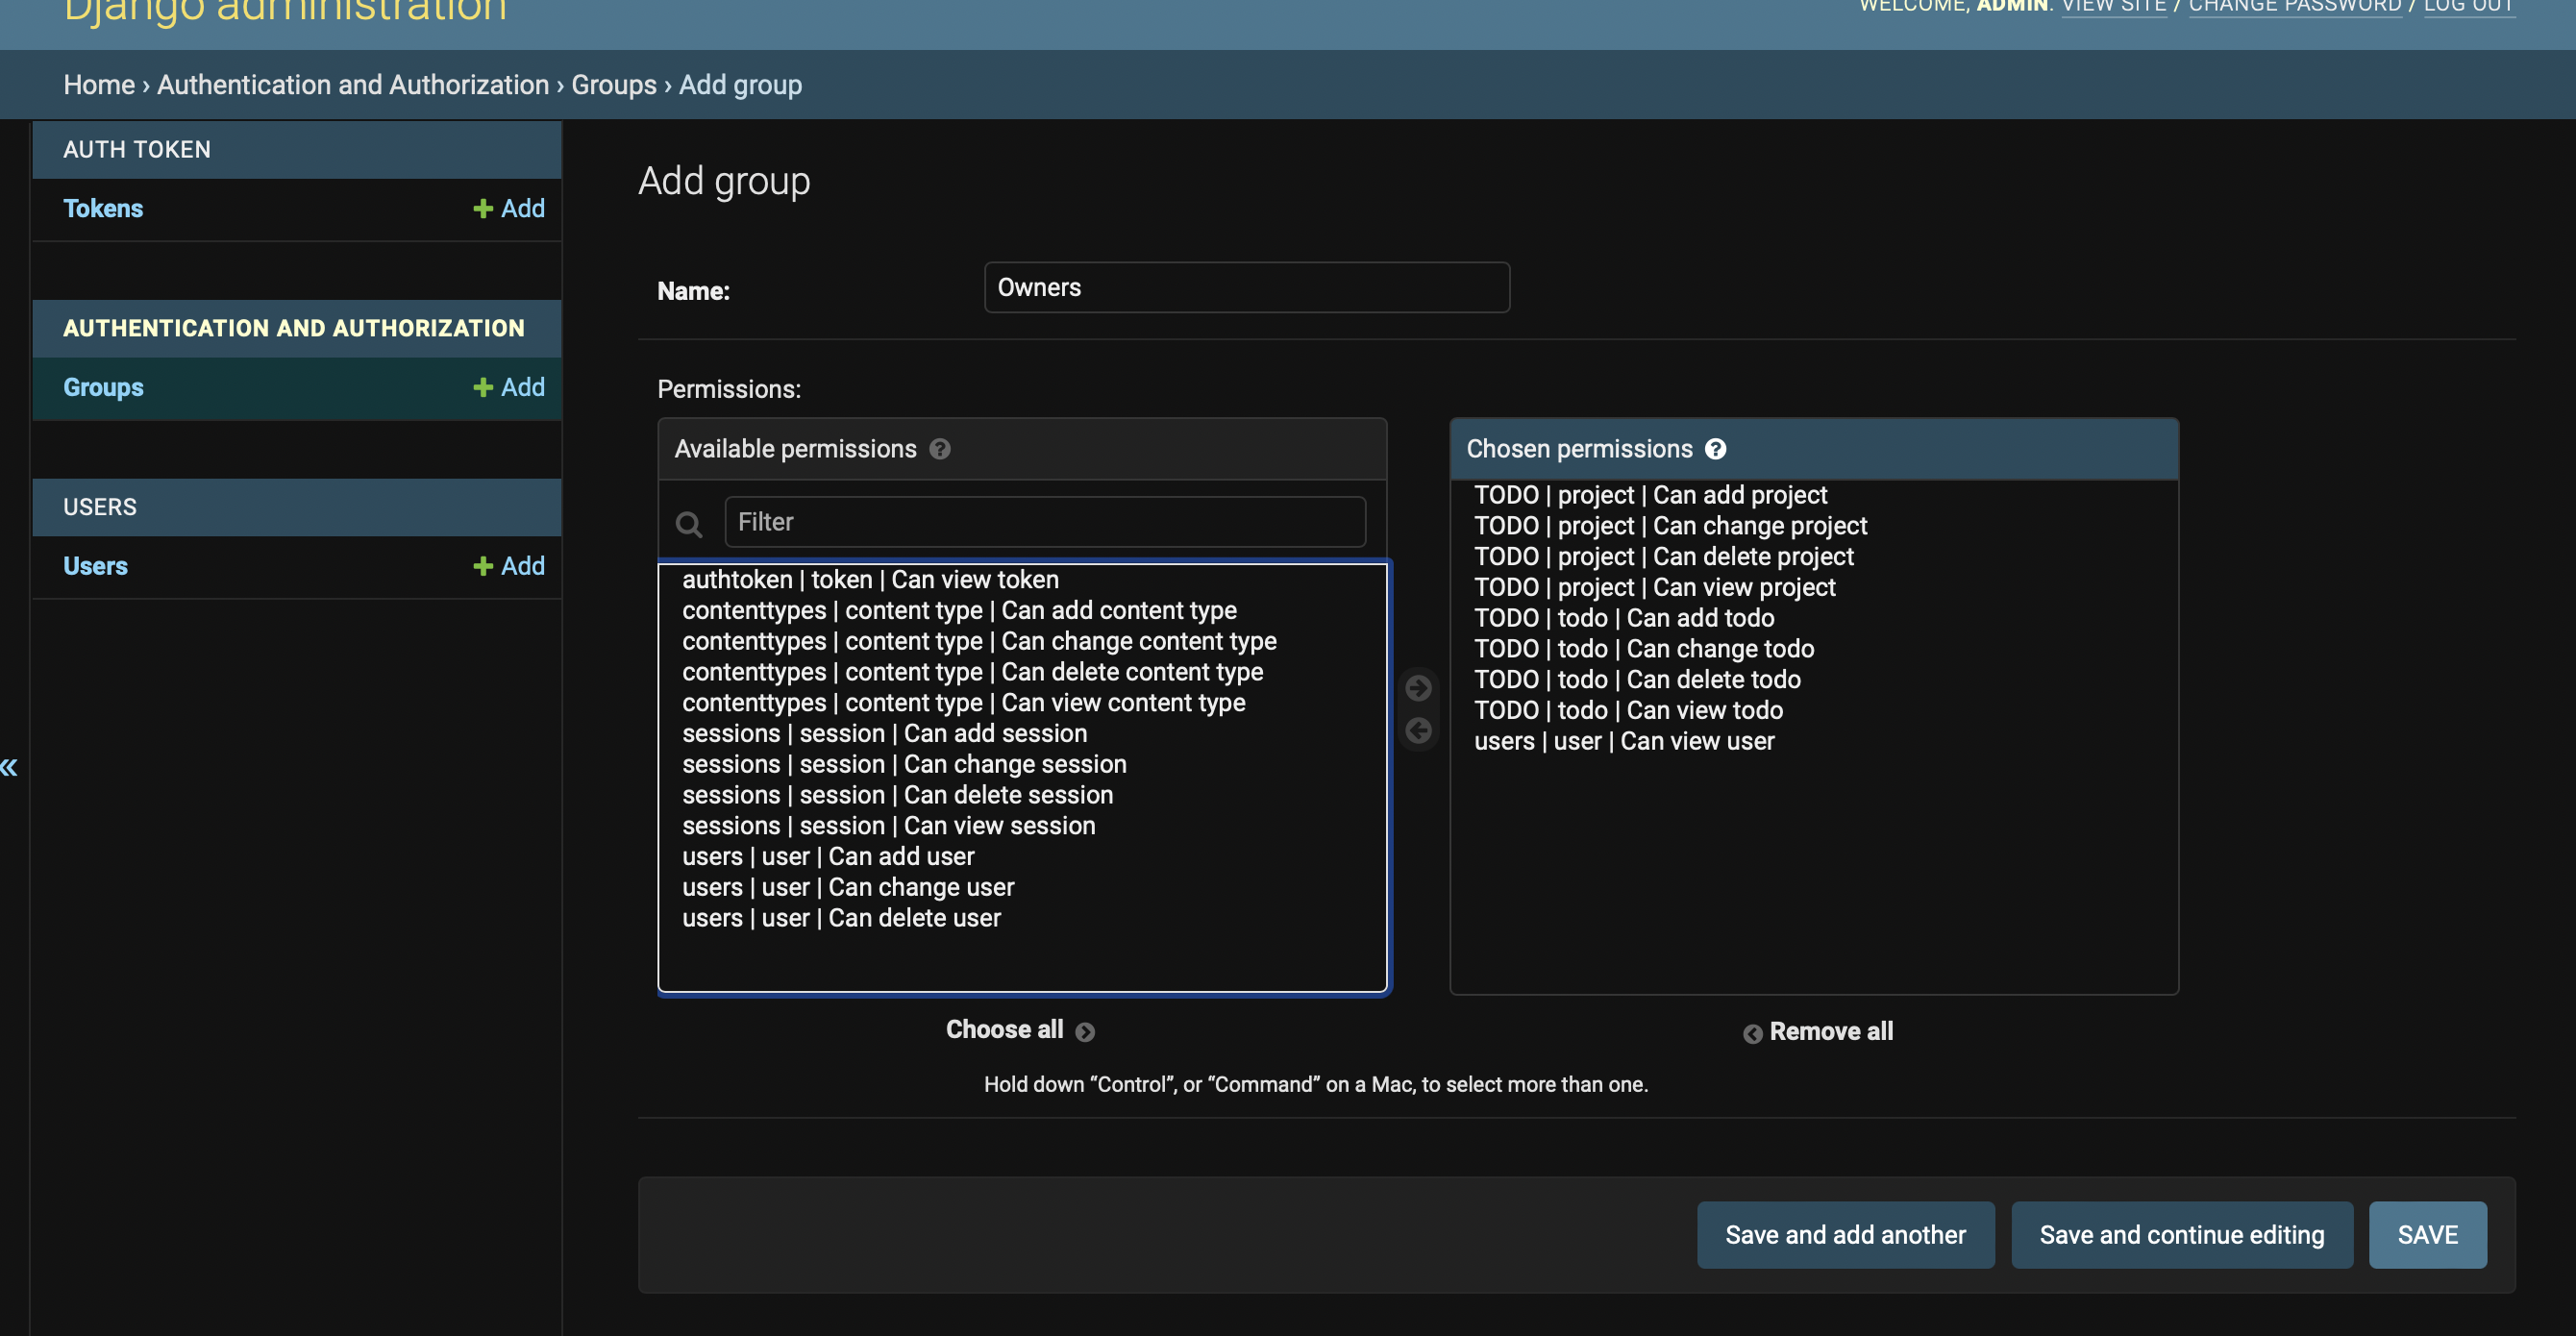 Django administration
WELCOME, ADMIN. VIEW SITE / CHANGE PASSWORD / LOG OUT
Home › Authentication and Authorization › Groups › Add group
AUTH TOKEN
Tokens + Add
AUTHENTICATION AND AUTHORIZATION
Groups + Add
USERS
Users + Add
«
Add group
Name: Owners
Permissions:
Available permissions ?
Filter
authtoken | token | Can view token
contenttypes | content type | Can add content type
contenttypes | content type | Can change content type
contenttypes | content type | Can delete content type
contenttypes | content type | Can view content type
sessions | session | Can add session
sessions | session | Can change session
sessions | session | Can delete session
sessions | session | Can view session
users | user | Can add user
users | user | Can change user
users | user | Can delete user
Choose all
Chosen permissions ?
TODO | project | Can add project
TODO | project | Can change project
TODO | project | Can delete project
TODO | project | Can view project
TODO | todo | Can add todo
TODO | todo | Can change todo
TODO | todo | Can delete todo
TODO | todo | Can view todo
users | user | Can view user
Remove all
Hold down “Control”, or “Command” on a Mac, to select more than one.
Save and add another
Save and continue editing
SAVE